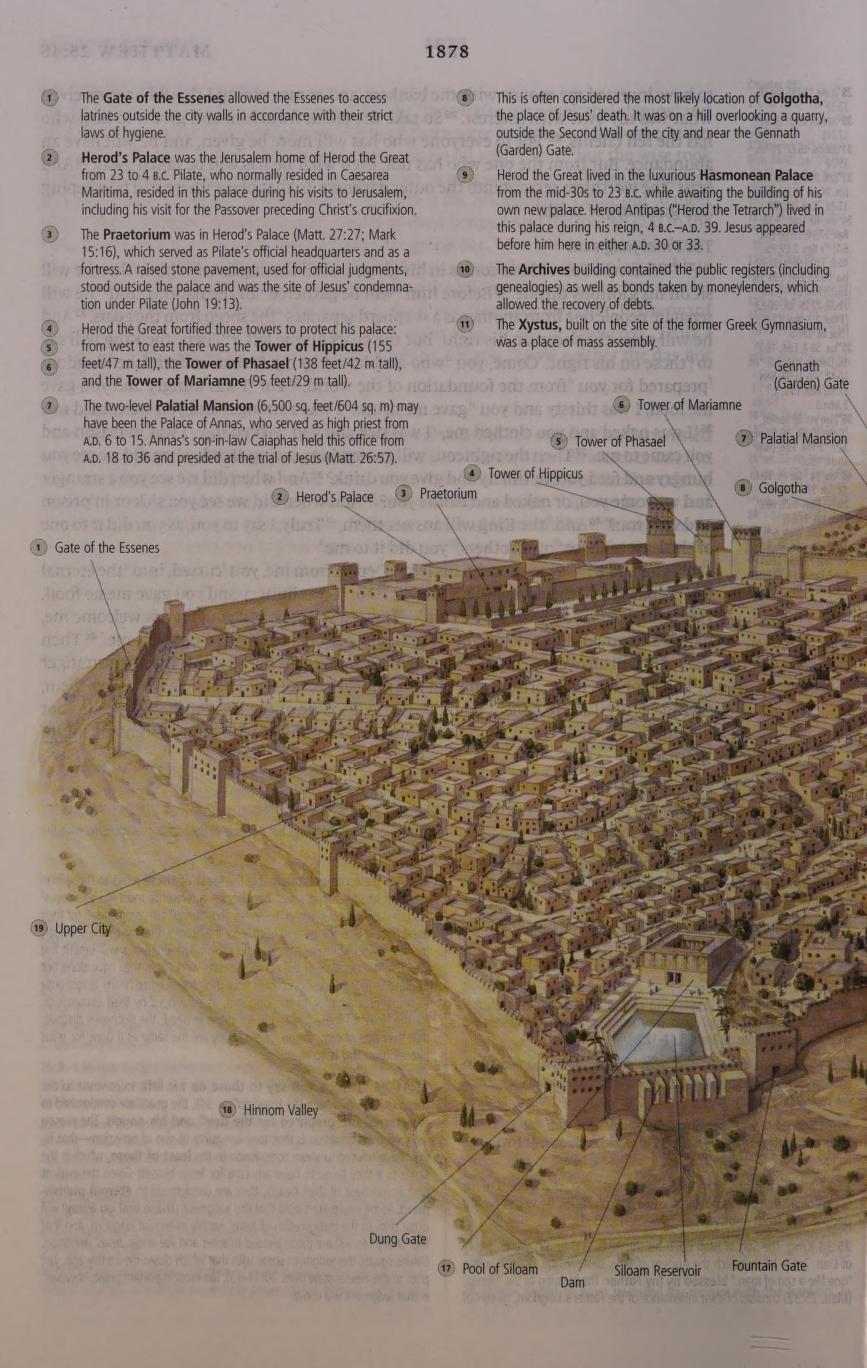 1878
1 The Gate of the Essenes allowed the Essenes to access
latrines outside the city walls in accordance with their strict
laws of hygiene.
2 Herod's Palace was the Jerusalem home of Herod the Great
from 23 to 4 B.C. Pilate, who normally resided in Caesarea
Maritima, resided in this palace during his visits to Jerusalem,
including his visit for the Passover preceding Christ's crucifixion.
3 The Praetorium was in Herod's Palace (Matt. 27:27; Mark
15:16), which served as Pilate's official headquarters and as a
fortress. A raised stone pavement, used for official judgments,
stood outside the palace and was the site of Jesus' condemna-
tion under Pilate (John 19:13).
4 Herod the Great fortified three towers to protect his palace:
5 from west to east there was the Tower of Hippicus (155
6 feet/47 m tall), the Tower of Phasael (138 feet/42 m tall),
and the Tower of Mariamne (95 feet/29 m tall).
7 The two-level Palatial Mansion (6,500 sq. feet/604 sq. m) may
have been the Palace of Annas, who served as high priest from
A.D. 6 to 15. Annas's son-in-law Caiaphas held this office from
A.D. 18 to 36 and presided at the trial of Jesus (Matt. 26:57).
8 This is often considered the most likely location of Golgotha,
the place of Jesus' death. It was on a hill overlooking a quarry,
outside the Second Wall of the city and near the Gennath
(Garden) Gate.
9 Herod the Great lived in the luxurious Hasmonean Palace
from the mid-30s to 23 B.C. while awaiting the building of his
own new palace. Herod Antipas ("Herod the Tetrarch") lived in
this palace during his reign, 4 B.C.–A.D. 39. Jesus appeared
before him here in either A.D. 30 or 33.
10 The Archives building contained the public registers (including
genealogies) as well as bonds taken by moneylenders, which
allowed the recovery of debts.
11 The Xystus, built on the site of the former Greek Gymnasium,
was a place of mass assembly.
Gennath
(Garden) Gate
6 Tower of Mariamne
5 Tower of Phasael
7 Palatial Mansion
4 Tower of Hippicus
8 Golgotha
2 Herod's Palace
3 Praetorium
1 Gate of the Essenes
19 Upper City
18 Hinnom Valley
Dung Gate
17 Pool of Siloam
Dam
Siloam Reservoir
Fountain Gate